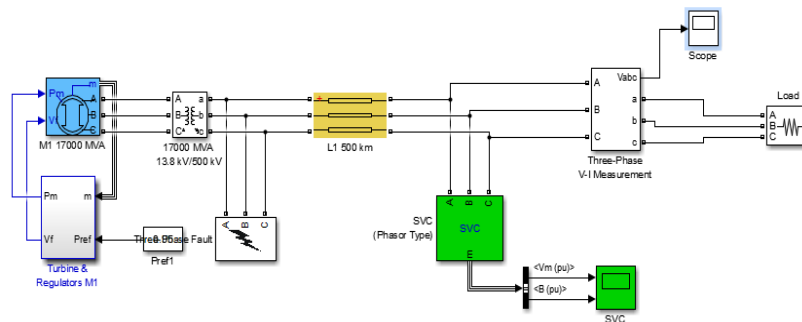 Scope
Vabc
Load
m
Pm
A
A
a
A
a
A
B
B
b
B
b
B
Vf
C
C
c
C
c
C
M1 17000 MVA
17000 MVA
13.8 kV/500 kV
L1 500 km
Three-Phase
V-I Measurement
Pm
m
A
B
C
A
B
C
SVC
(Phasor Type)
SVC
m
Vf
Pref
0.95
Three-Phase Fault
Pref1
Turbine &
Regulators M1
<Vm (pu)>
<B (pu)>
SVC